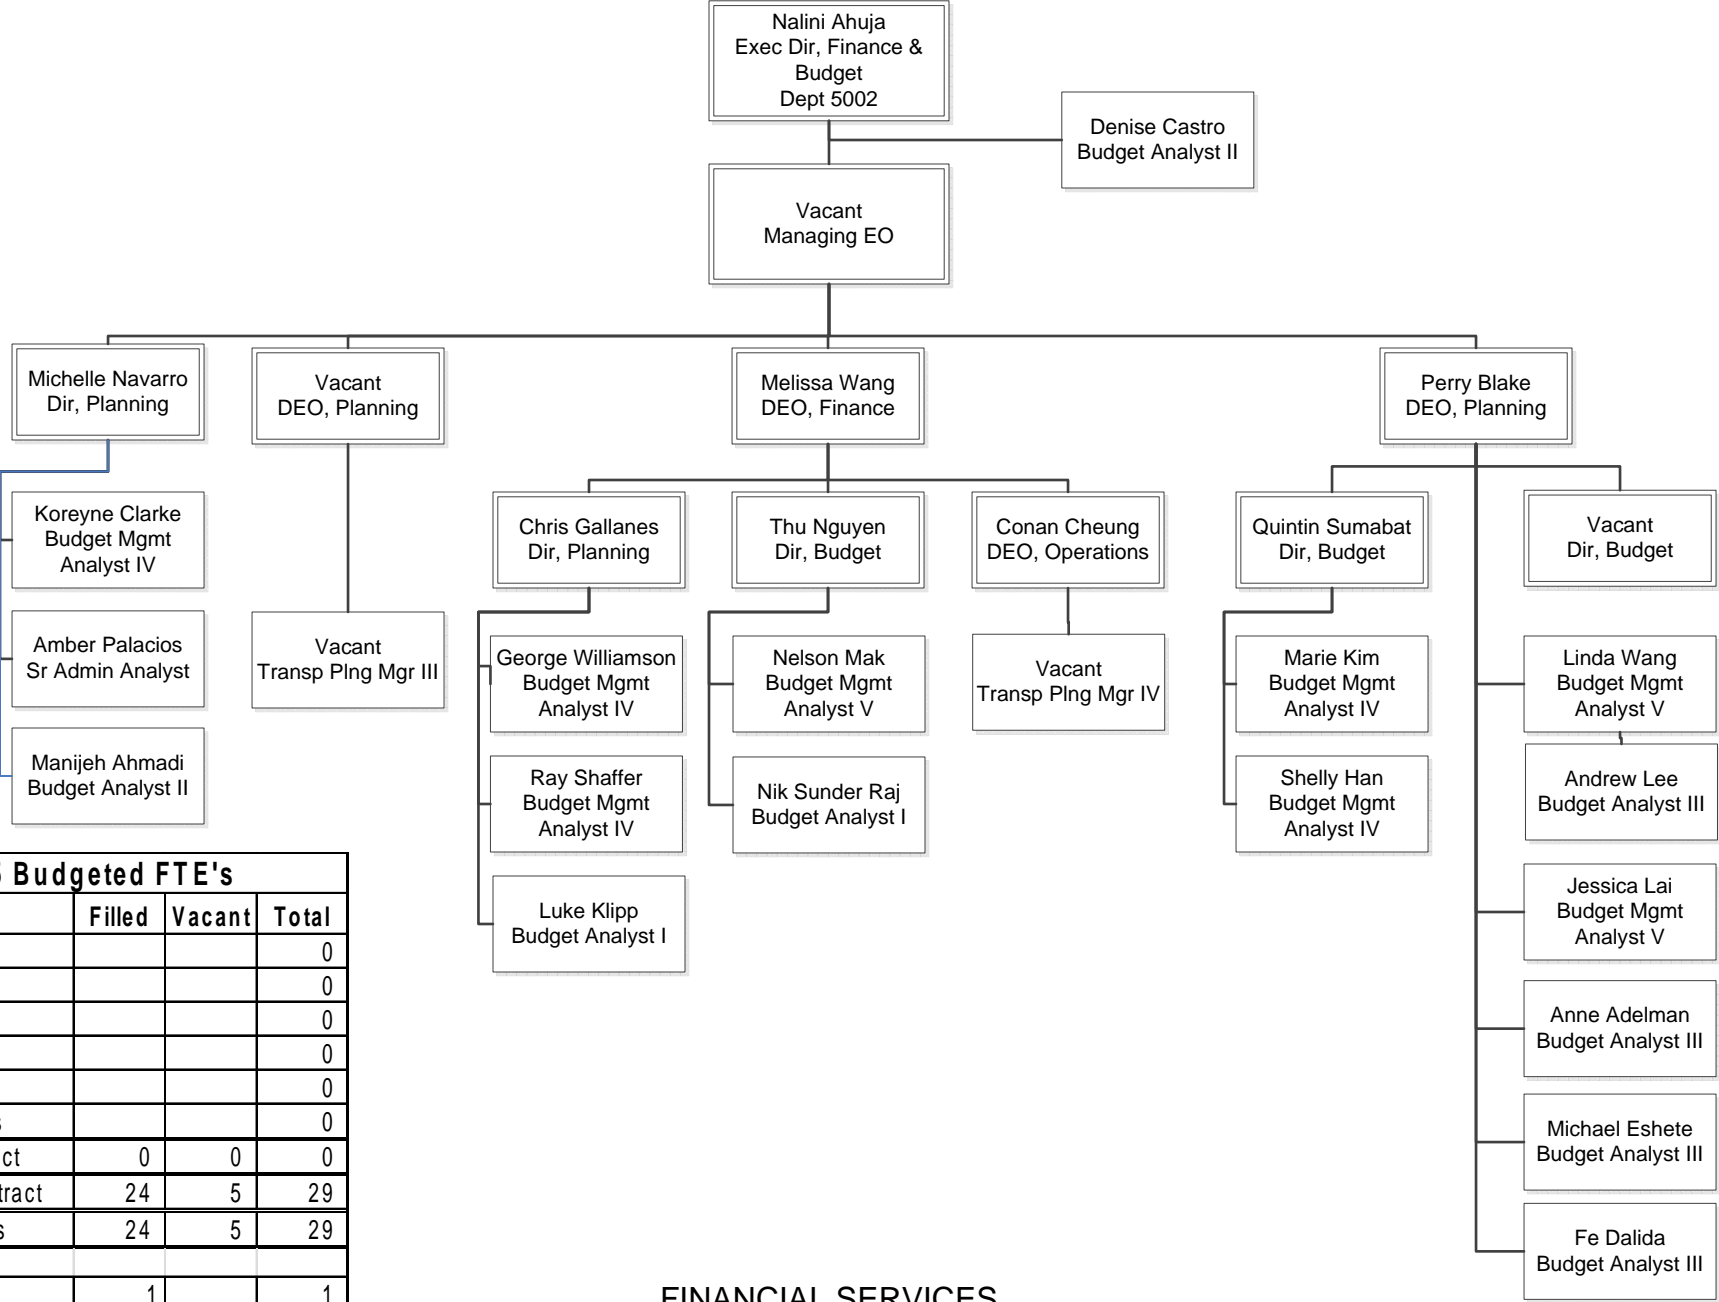 Nalini Ahuja
Exec Dir, Finance &
Budget
Dept 5002
Denise Castro
Budget Analyst II
Vacant
Managing EO
Michelle Navarro
Dir, Planning
Vacant
DEO, Planning
Melissa Wang
DEO, Finance
Perry Blake
DEO, Planning
Koreyne Clarke
Budget Mgmt
Analyst IV
Amber Palacios
Sr Admin Analyst
Manijeh Ahmadi
Budget Analyst II
Vacant
Transp Plng Mgr III
Chris Gallanes
Dir, Planning
George Williamson
Budget Mgmt
Analyst IV
Ray Shaffer
Budget Mgmt
Analyst IV
Luke Klipp
Budget Analyst I
Thu Nguyen
Dir, Budget
Nelson Mak
Budget Mgmt
Analyst V
Nik Sunder Raj
Budget Analyst I
Conan Cheung
DEO, Operations
Vacant
Transp Plng Mgr IV
Quintin Sumabat
Dir, Budget
Marie Kim
Budget Mgmt
Analyst IV
Shelly Han
Budget Mgmt
Analyst IV
Vacant
Dir, Budget
Linda Wang
Budget Mgmt
Analyst V
Andrew Lee
Budget Analyst III
Jessica Lai
Budget Mgmt
Analyst V
Anne Adelman
Budget Analyst III
Michael Eshete
Budget Analyst III
Fe Dalida
Budget Analyst III
Budgeted FTE's
Filled Vacant Total
0
0
0
0
0
s 0
ct 0 0 0
tract 24 5 29
s 24 5 29
1 1
FINANCIAL SERVICES